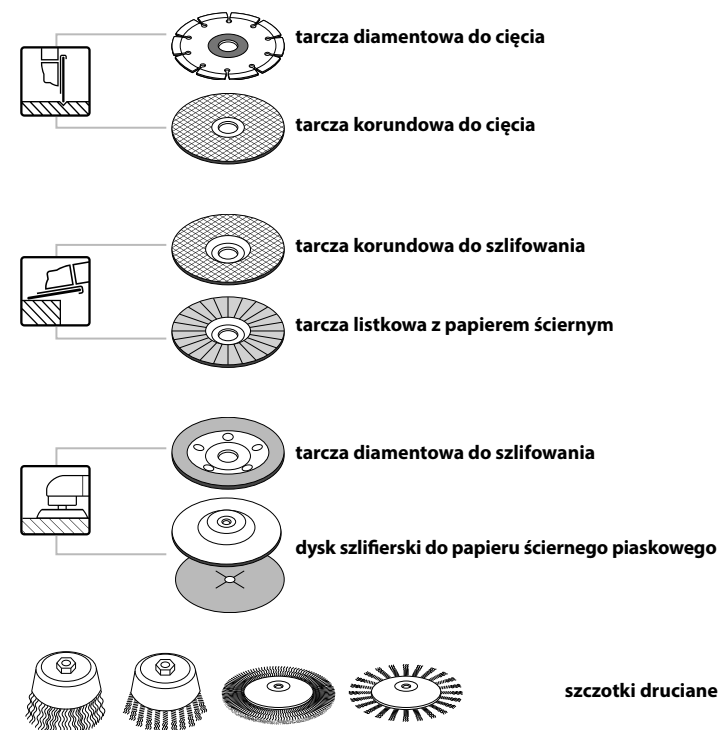 tarcza diamentowa do cięcia
tarcza korundowa do cięcia
tarcza korundowa do szlifowania
tarcza listkowa z papierem ściernym
tarcza diamentowa do szlifowania
dysk szlifierski do papieru ściernego piaskowego
szczotki druciane